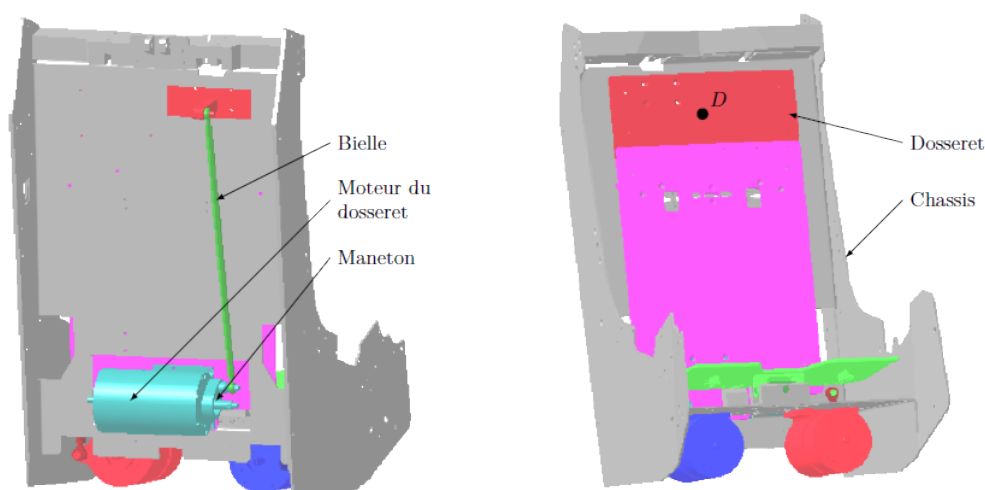 Bielle
Moteur du
dosseret
Maneton
D
Dosseret
Chassis